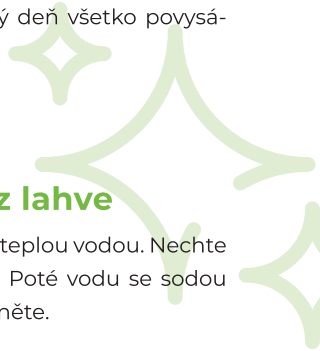 ý deň všetko povysá-
z lahve
teplou vodou. Nechte
Poté vodu se sodou
něte.